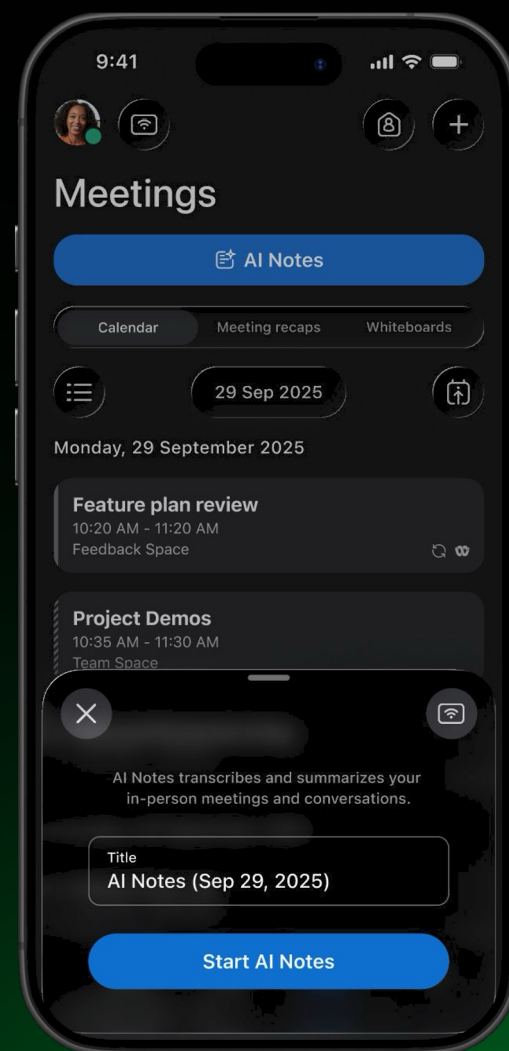 9:41
Meetings
AI Notes
Calendar Meeting recaps Whiteboards
29 Sep 2025
Monday, 29 September 2025
Feature plan review
10:20 AM - 11:20 AM
Feedback Space
Project Demos
10:35 AM - 11:30 AM
Team Space
AI Notes transcribes and summarizes your
in-person meetings and conversations.
Title
AI Notes (Sep 29, 2025)
Start AI Notes